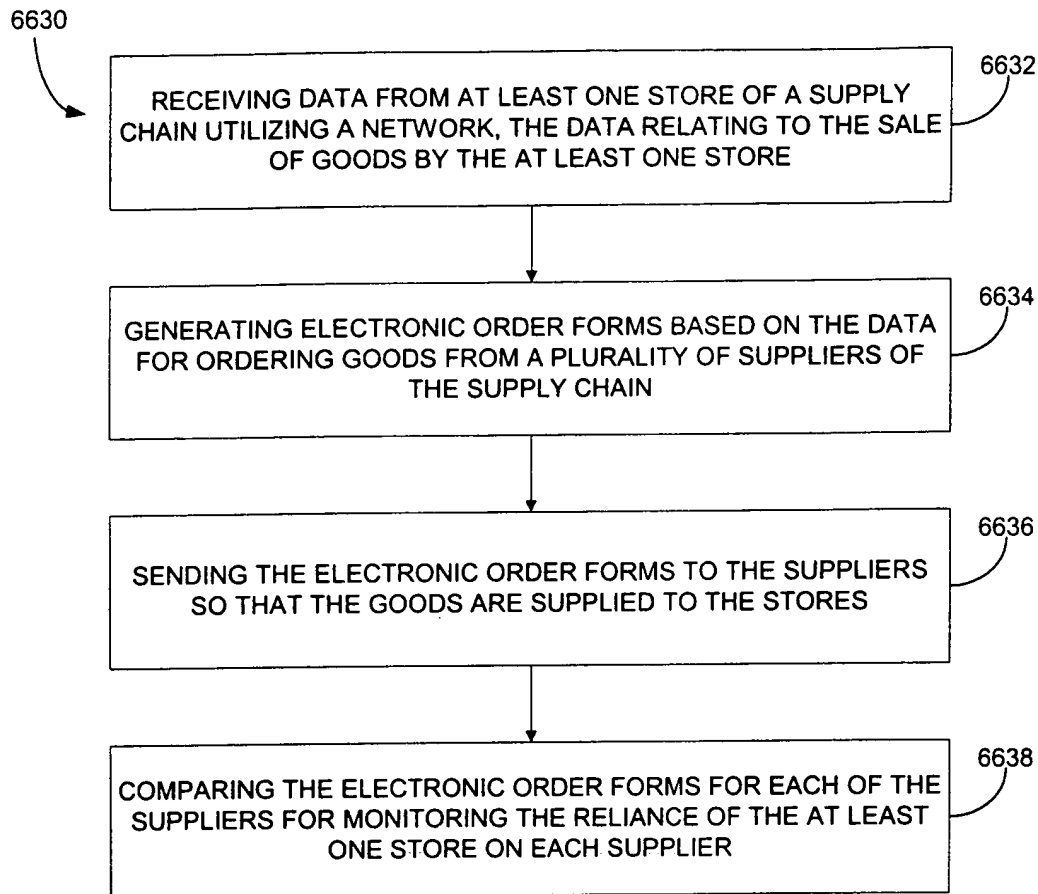 6630
6632
RECEIVING DATA FROM AT LEAST ONE STORE OF A SUPPLY
CHAIN UTILIZING A NETWORK, THE DATA RELATING TO THE SALE
OF GOODS BY THE AT LEAST ONE STORE
6634
GENERATING ELECTRONIC ORDER FORMS BASED ON THE DATA
FOR ORDERING GOODS FROM A PLURALITY OF SUPPLIERS OF
THE SUPPLY CHAIN
6636
SENDING THE ELECTRONIC ORDER FORMS TO THE SUPPLIERS
SO THAT THE GOODS ARE SUPPLIED TO THE STORES
6638
COMPARING THE ELECTRONIC ORDER FORMS FOR EACH OF THE
SUPPLIERS FOR MONITORING THE RELIANCE OF THE AT LEAST
ONE STORE ON EACH SUPPLIER